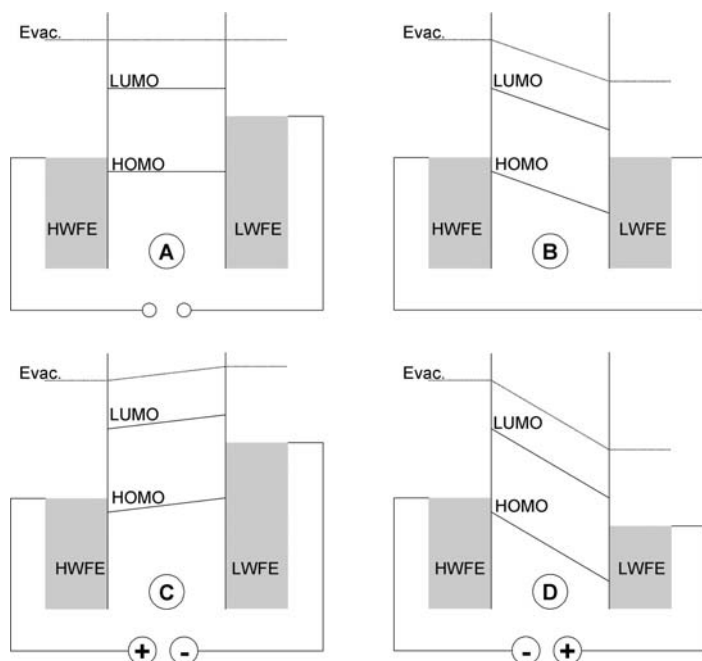 Evac.
LUMO
HOMO
HWFE
LWFE
A
Evac.
LUMO
HOMO
HWFE
LWFE
B
Evac.
LUMO
HOMO
HWFE
LWFE
C
+ -
Evac.
LUMO
HOMO
HWFE
LWFE
D
- +